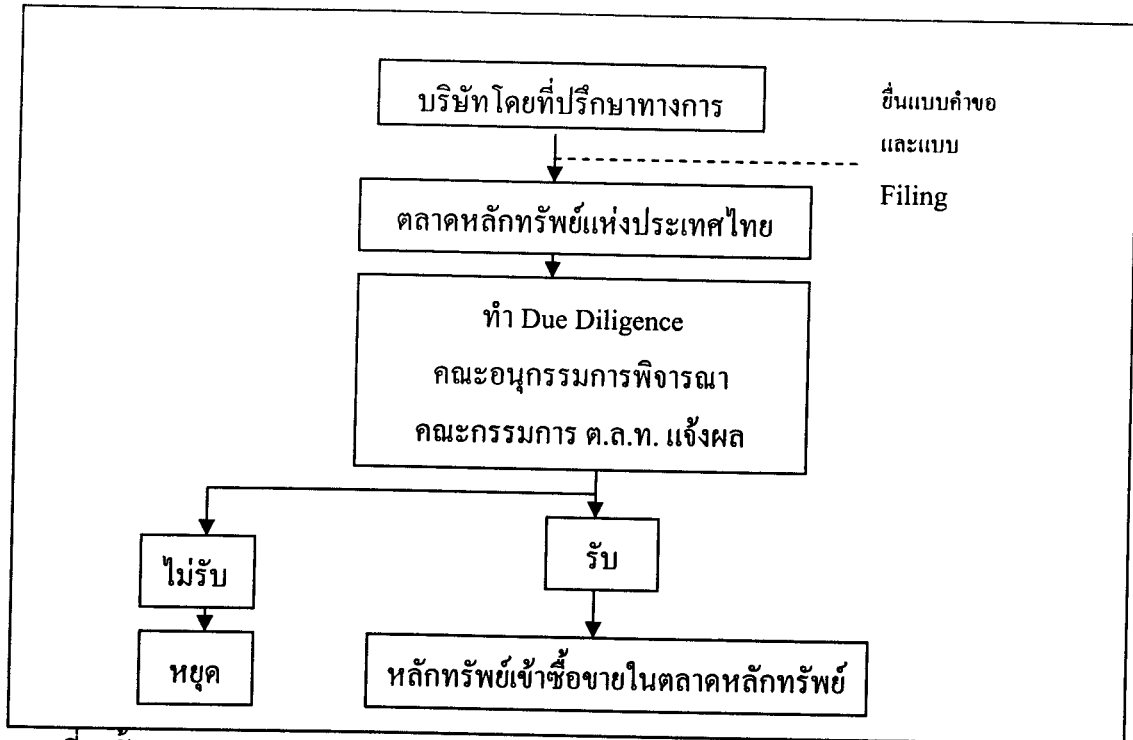 บริษัทโดยที่ปรึกษาทางการ
ยื่นแบบคำขอ
และแบบ
Filing
ตลาดหลักทรัพย์แห่งประเทศไทย
ทำ Due Diligence
คณะอนุกรรมการพิจารณา
คณะกรรมการ ต.ล.ท. แจ้งผล
ไม่รับ
รับ
หยุด
หลักทรัพย์เข้าซื้อขายในตลาดหลักทรัพย์